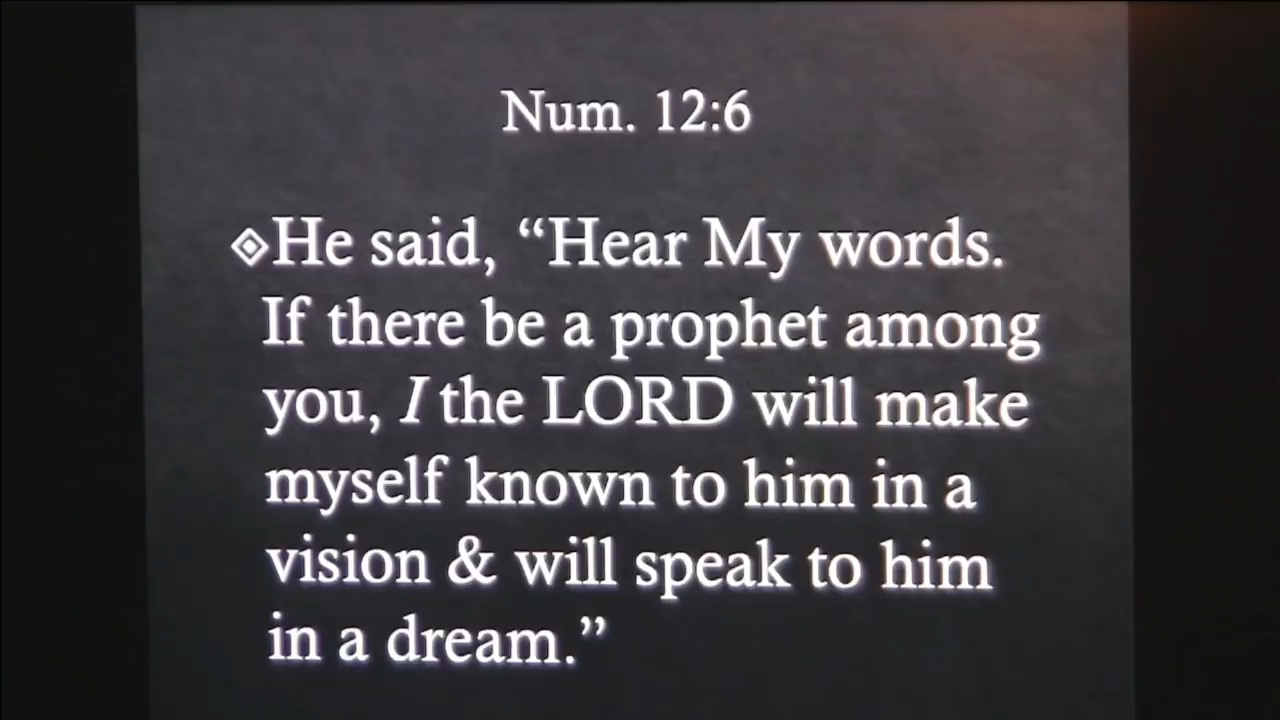 Num. 12:6
He said, “Hear My words.
If there be a prophet among
you, I the LORD will make
myself known to him in a
vision & will speak to him
in a dream.”